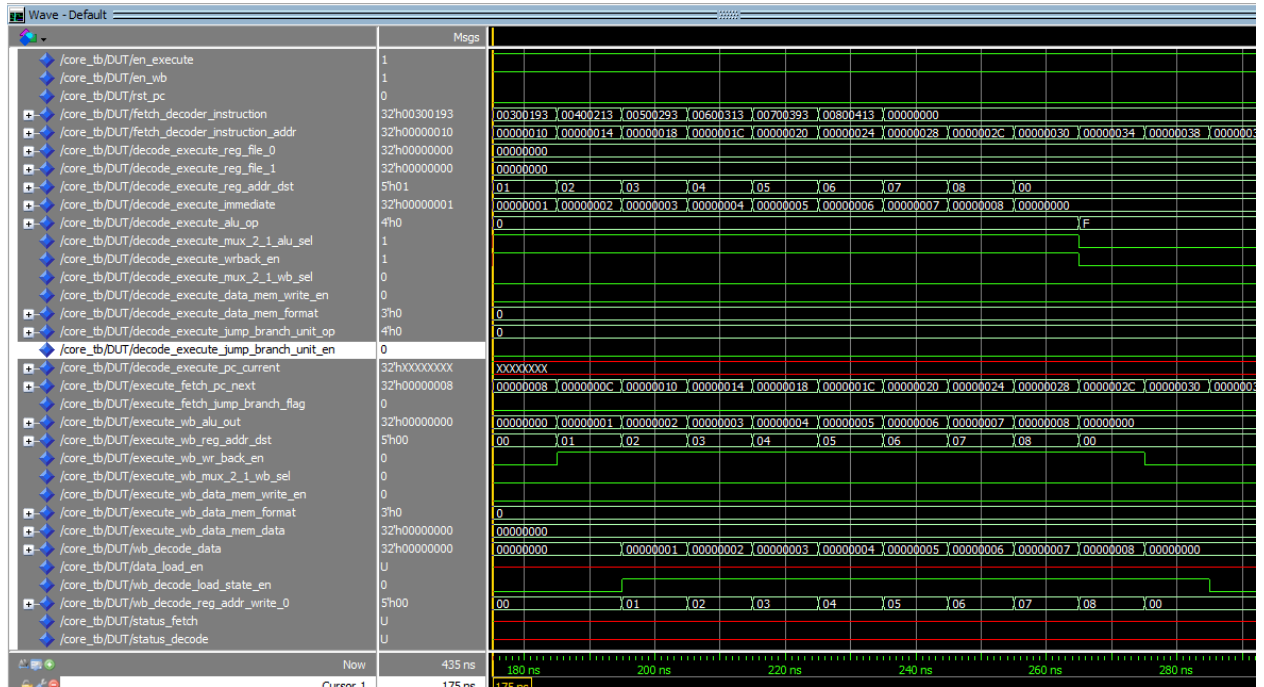 Wave - Default
Msgs
/core_tb/DUT/en_execute 1
/core_tb/DUT/en_wb 1
/core_tb/DUT/rst_pc 0
/core_tb/DUT/fetch_decoder_instruction 32'h00300193 00300193 00400213 00500293 00600313 00700393 00800413 00000000
/core_tb/DUT/fetch_decoder_instruction_addr 32'h00000010 00000010 00000014 00000018 0000001C 00000020 00000024 00000028 0000002C 00000030 00000034 00000038 0000003
/core_tb/DUT/decode_execute_reg_file_0 32'h00000000 00000000
/core_tb/DUT/decode_execute_reg_file_1 32'h00000000 00000000
/core_tb/DUT/decode_execute_reg_addr_dst 5'h01 01 02 03 04 05 06 07 08 00
/core_tb/DUT/decode_execute_immediate 32'h00000001 00000001 00000002 00000003 00000004 00000005 00000006 00000007 00000008 00000000
/core_tb/DUT/decode_execute_alu_op 4'h0 0 F
/core_tb/DUT/decode_execute_mux_2_1_alu_sel 1
/core_tb/DUT/decode_execute_wrback_en 1
/core_tb/DUT/decode_execute_mux_2_1_wb_sel 0
/core_tb/DUT/decode_execute_data_mem_write_en 0
/core_tb/DUT/decode_execute_data_mem_format 3'h0 0
/core_tb/DUT/decode_execute_jump_branch_unit_op 4'h0 0
/core_tb/DUT/decode_execute_jump_branch_unit_en 0
/core_tb/DUT/decode_execute_pc_current 32'hXXXXXXXX XXXXXXXX
/core_tb/DUT/execute_fetch_pc_next 32'h00000008 00000008 0000000C 00000010 00000014 00000018 0000001C 00000020 00000024 00000028 0000002C 00000030 0000003
/core_tb/DUT/execute_fetch_jump_branch_flag 0
/core_tb/DUT/execute_wb_alu_out 32'h00000000 00000000 00000001 00000002 00000003 00000004 00000005 00000006 00000007 00000008 00000000
/core_tb/DUT/execute_wb_reg_addr_dst 5'h00 00 01 02 03 04 05 06 07 08 00
/core_tb/DUT/execute_wb_wr_back_en 0
/core_tb/DUT/execute_wb_mux_2_1_wb_sel 0
/core_tb/DUT/execute_wb_data_mem_write_en 0
/core_tb/DUT/execute_wb_data_mem_format 3'h0 0
/core_tb/DUT/execute_wb_data_mem_data 32'h00000000 00000000
/core_tb/DUT/wb_decode_data 32'h00000000 00000000 00000001 00000002 00000003 00000004 00000005 00000006 00000007 00000008 00000000
/core_tb/DUT/data_load_en U
/core_tb/DUT/wb_decode_load_state_en 0
/core_tb/DUT/wb_decode_reg_addr_write_0 5'h00 00 01 02 03 04 05 06 07 08 00
/core_tb/DUT/status_fetch U
/core_tb/DUT/status_decode U
Now 435 ns 180 ns 200 ns 220 ns 240 ns 260 ns 280 ns
Cursor 1 175 ns 175 ns